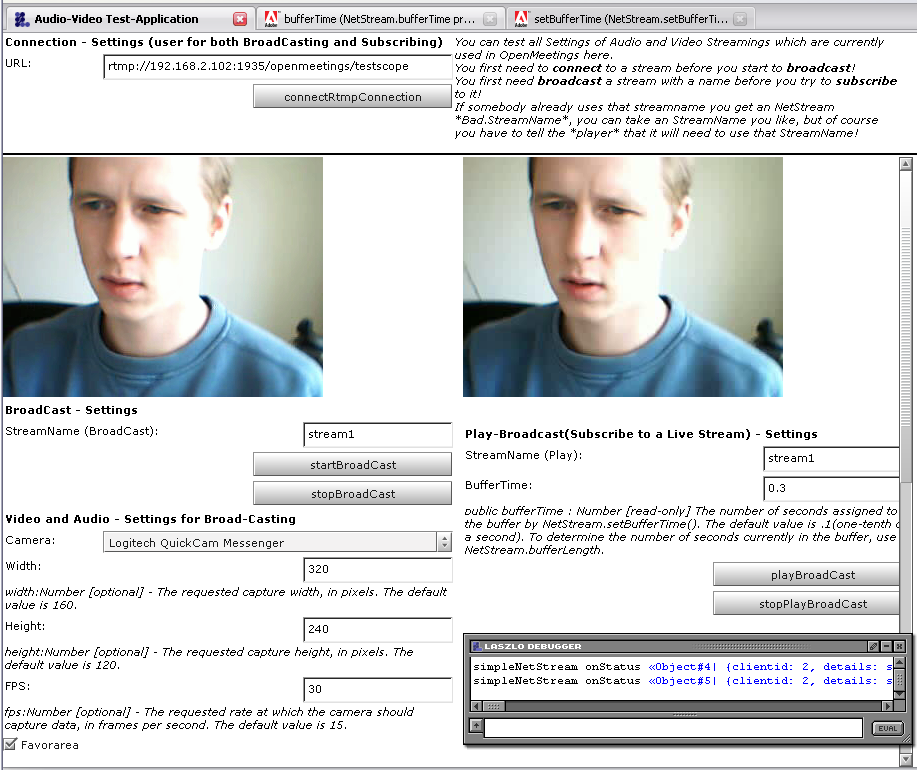 Audio-Video Test-Application
bufferTime (NetStream.bufferTime pr...
setBufferTime (NetStream.setBufferTi...
Adobe
Adobe
Connection - Settings (user for both BroadCasting and Subscribing)
URL:
rtmp://192.168.2.102:1935/openmeetings/testscope
connectRtmpConnection
You can test all Settings of Audio and Video Streamings which are currently
used in OpenMeetings here.
You first need to connect to a stream before you start to broadcast!
You first need broadcast a stream with a name before you try to subscribe
to it!
If somebody already uses that streamname you get an NetStream
*Bad.StreamName*, you can take an StreamName you like, but of course
you have to tell the *player* that it will need to use that StreamName!
BroadCast - Settings
StreamName (BroadCast):
stream1
startBroadCast
stopBroadCast
Video and Audio - Settings for Broad-Casting
Camera:
Logitech QuickCam Messenger
Width:
320
width:Number [optional] - The requested capture width, in pixels. The default
value is 160.
Height:
240
height:Number [optional] - The requested capture height, in pixels. The
default value is 120.
FPS:
30
fps:Number [optional] - The requested rate at which the camera should
capture data, in frames per second. The default value is 15.
Favorarea
Play-Broadcast(Subscribe to a Live Stream) - Settings
StreamName (Play):
stream1
BufferTime:
0.3
public bufferTime : Number [read-only] The number of seconds assigned to
the buffer by NetStream.setBufferTime(). The default value is .1(one-tenth
a second). To determine the number of seconds currently in the buffer, use
NetStream.bufferLength.
playBroadCast
stopPlayBroadCast
LASZLO DEBUGGER
simpleNetStream onStatus «Object#4| {clientid: 2, details: s
simpleNetStream onStatus «Object#5| {clientid: 2, details: s
EVAL